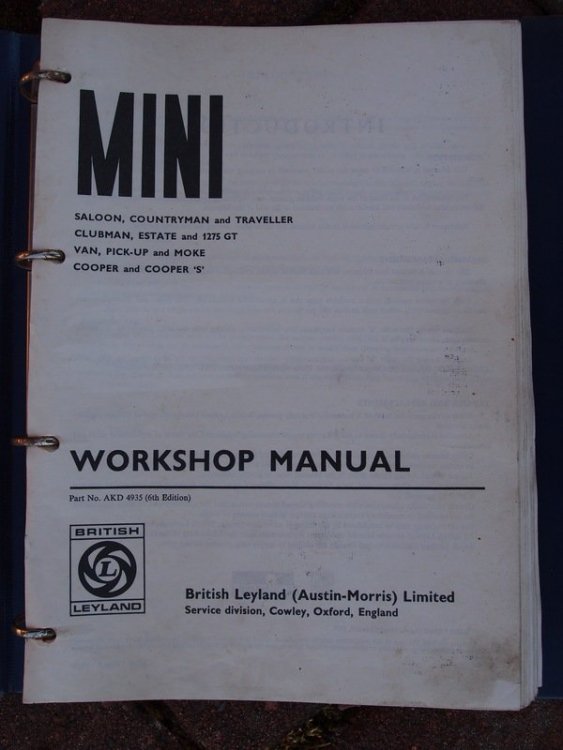 MINI
SALOON, COUNTRYMAN and TRAVELLER
CLUBMAN, ESTATE and 1275 GT
VAN, PICK-UP and MOKE
COOPER and COOPER 'S'
WORKSHOP MANUAL
Part No. AKD 4935 (6th Edition)
BRITISH
L
LEYLAND
British Leyland (Austin-Morris) Limited
Service division, Cowley, Oxford, England